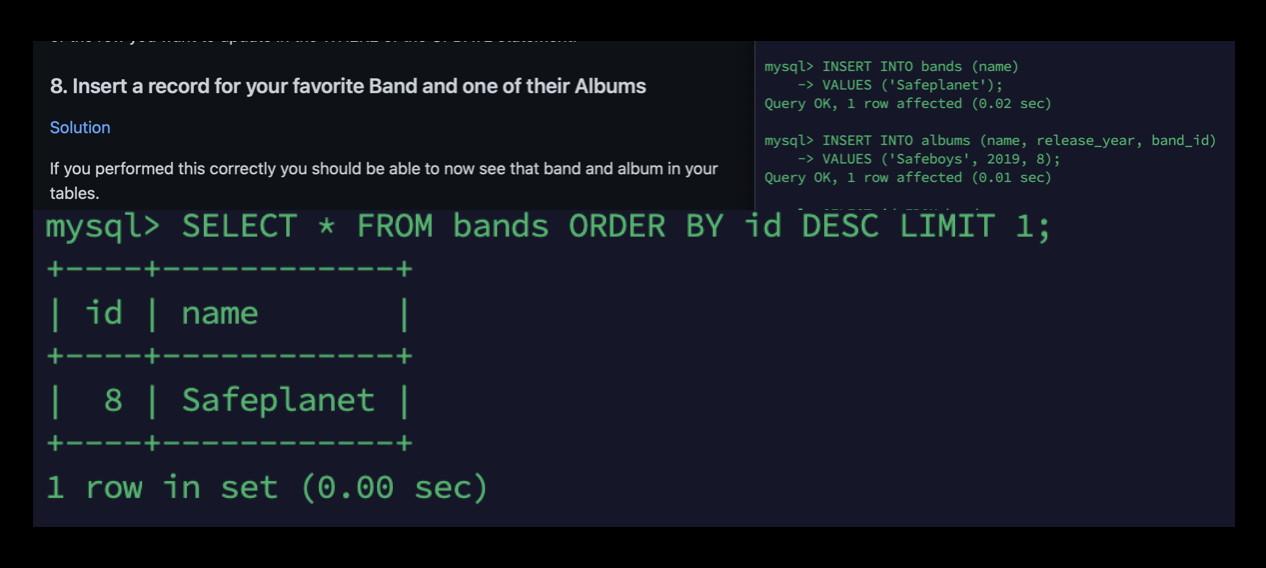 8. Insert a record for your favorite Band and one of their Albums
Solution
If you performed this correctly you should be able to now see that band and album in your
tables.
mysql> INSERT INTO bands (name)
    -> VALUES ('Safeplanet');
Query OK, 1 row affected (0.02 sec)
mysql> INSERT INTO albums (name, release_year, band_id)
    -> VALUES ('Safeboys', 2019, 8);
Query OK, 1 row affected (0.01 sec)
mysql> SELECT * FROM bands ORDER BY id DESC LIMIT 1;
+----+------------+
| id | name       |
+----+------------+
|  8 | Safeplanet |
+----+------------+
1 row in set (0.00 sec)